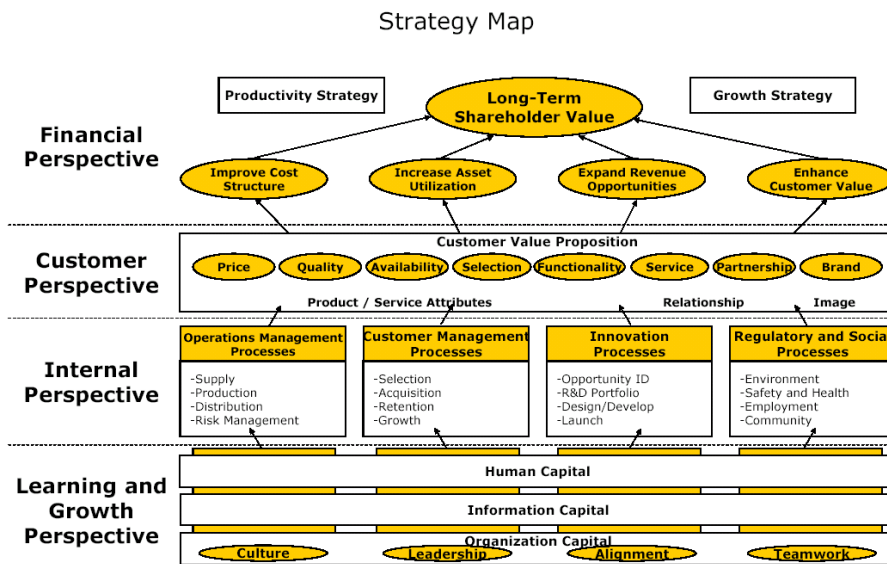 Strategy Map
Productivity Strategy
Long-Term
Shareholder Value
Growth Strategy
Financial
Perspective
Improve Cost
Structure
Increase Asset
Utilization
Expand Revenue
Opportunities
Enhance
Customer Value
Customer
Perspective
Customer Value Proposition
Price
Quality
Availability
Selection
Functionality
Service
Partnership
Brand
Product / Service Attributes
Relationship
Image
Internal
Perspective
Operations Management
Processes
-Supply
-Production
-Distribution
-Risk Management
Customer Management
Processes
-Selection
-Acquisition
-Retention
-Growth
Innovation
Processes
-Opportunity ID
-R&D Portfolio
-Design/Develop
-Launch
Regulatory and Social
Processes
-Environment
-Safety and Health
-Employment
-Community
Learning and
Growth
Perspective
Human Capital
Information Capital
Organization Capital
Culture
Leadership
Alignment
Teamwork